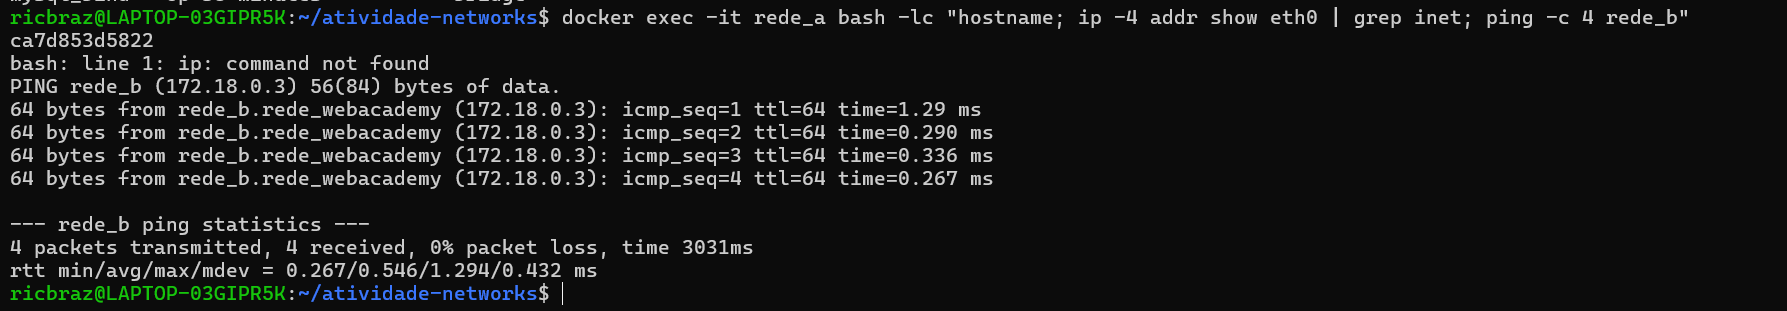 ricbraz@LAPTOP-03GIPR5K:~/atividade-networks$ docker exec -it rede_a bash -lc "hostname; ip -4 addr show eth0 | grep inet; ping -c 4 rede_b"
ca7d853d5822
bash: line 1: ip: command not found
PING rede_b (172.18.0.3) 56(84) bytes of data.
64 bytes from rede_b.rede_webacademy (172.18.0.3): icmp_seq=1 ttl=64 time=1.29 ms
64 bytes from rede_b.rede_webacademy (172.18.0.3): icmp_seq=2 ttl=64 time=0.290 ms
64 bytes from rede_b.rede_webacademy (172.18.0.3): icmp_seq=3 ttl=64 time=0.336 ms
64 bytes from rede_b.rede_webacademy (172.18.0.3): icmp_seq=4 ttl=64 time=0.267 ms

--- rede_b ping statistics ---
4 packets transmitted, 4 received, 0% packet loss, time 3031ms
rtt min/avg/max/mdev = 0.267/0.546/1.294/0.432 ms
ricbraz@LAPTOP-03GIPR5K:~/atividade-networks$